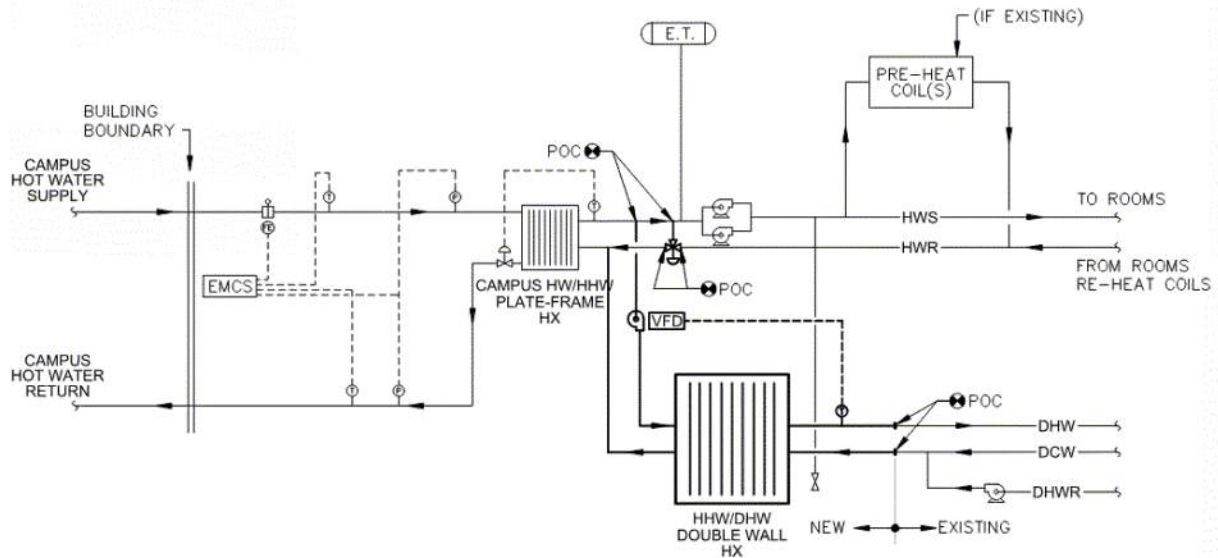 E.T.
(IF EXISTING)
PRE-HEAT
COIL(S)
BUILDING
BOUNDARY
CAMPUS
HOT WATER
SUPPLY
POC
T
P
T
TO ROOMS
HWS
HWR
FROM ROOMS
RE-HEAT COILS
EMCS
CAMPUS HW/HHW
PLATE-FRAME
HX
POC
VFD
CAMPUS
HOT WATER
RETURN
T
P
T
POC
DHW
DCW
DHWR
HHW/DHW
DOUBLE WALL
HX
NEW
EXISTING